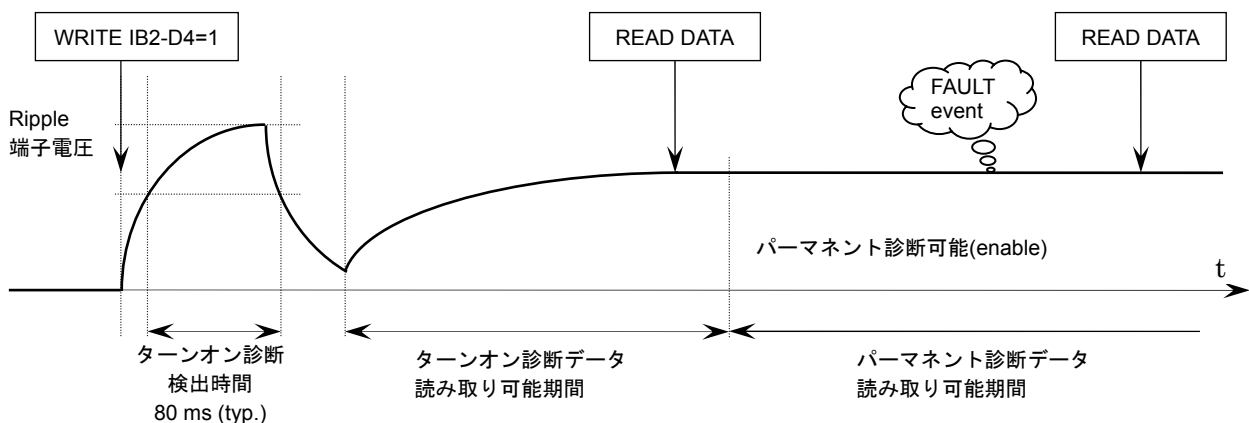 WRITE IB2-D4=1
READ DATA
READ DATA
FAULT
event
Ripple
端子電圧
パーマネント診断可能(enable)
t
ターンオン診断
検出時間
80 ms (typ.)
ターンオン診断データ
読み取り可能期間
パーマネント診断データ
読み取り可能期間